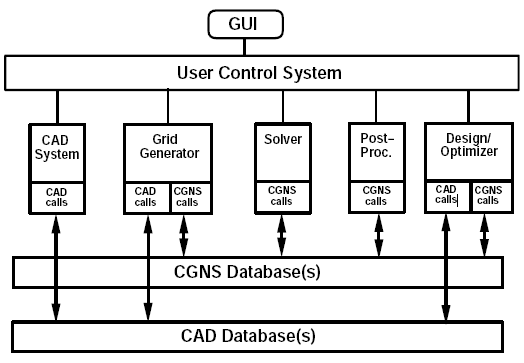 GUI
User Control System
CAD
System
Grid
Generator
Solver
Post–
Proc.
Design/
Optimizer
CAD
calls
CAD
calls
CGNS
calls
CGNS
calls
CGNS
calls
CAD
calls
CGNS
calls
CGNS Database(s)
CAD Database(s)